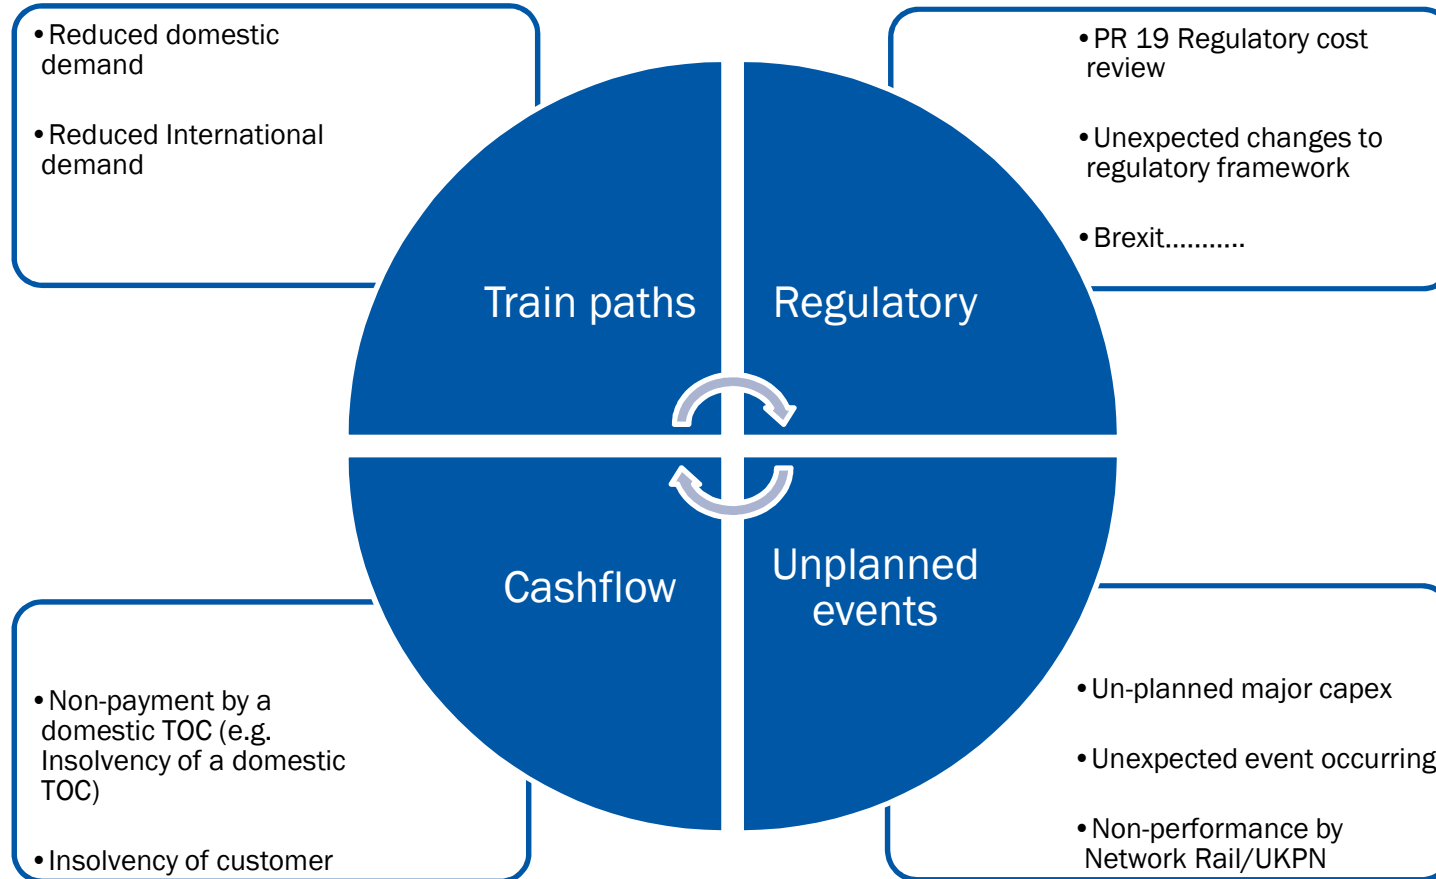 • Reduced domestic
demand
• Reduced International
demand
• PR 19 Regulatory cost
review
• Unexpected changes to
regulatory framework
• Brexit...........
Train paths
Regulatory
Cashflow
Unplanned
events
• Non-payment by a
domestic TOC (e.g.
Insolvency of a domestic
TOC)
• Insolvency of customer
• Un-planned major capex
• Unexpected event occurring
• Non-performance by
Network Rail/UKPN